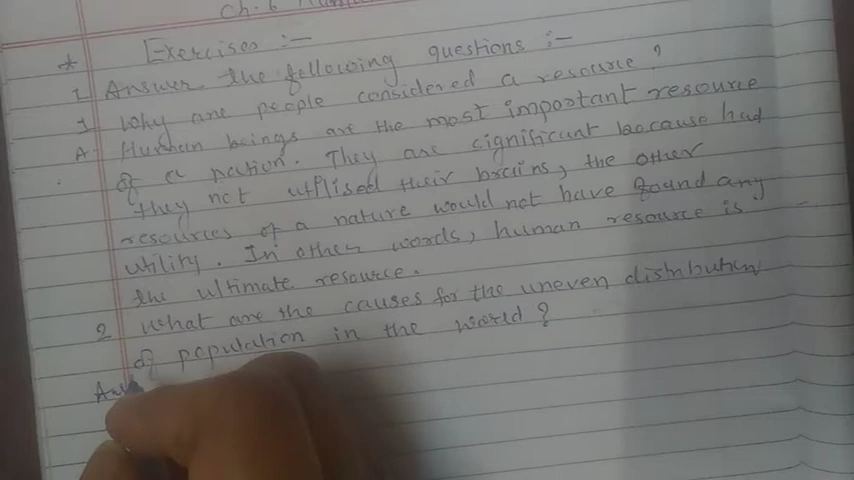 Ch. 6
* Exercises :-
I Answer the following questions :-
1 Why are people considered a resource?
A Human beings are the most important resource
of a nation. They are significant because had
they not utilised their brains, the other
resources of a nature would not have found any
utility. In other words, human resource is
the ultimate resource.
2 What are the causes for the uneven distribution
of population in the world?
Ans